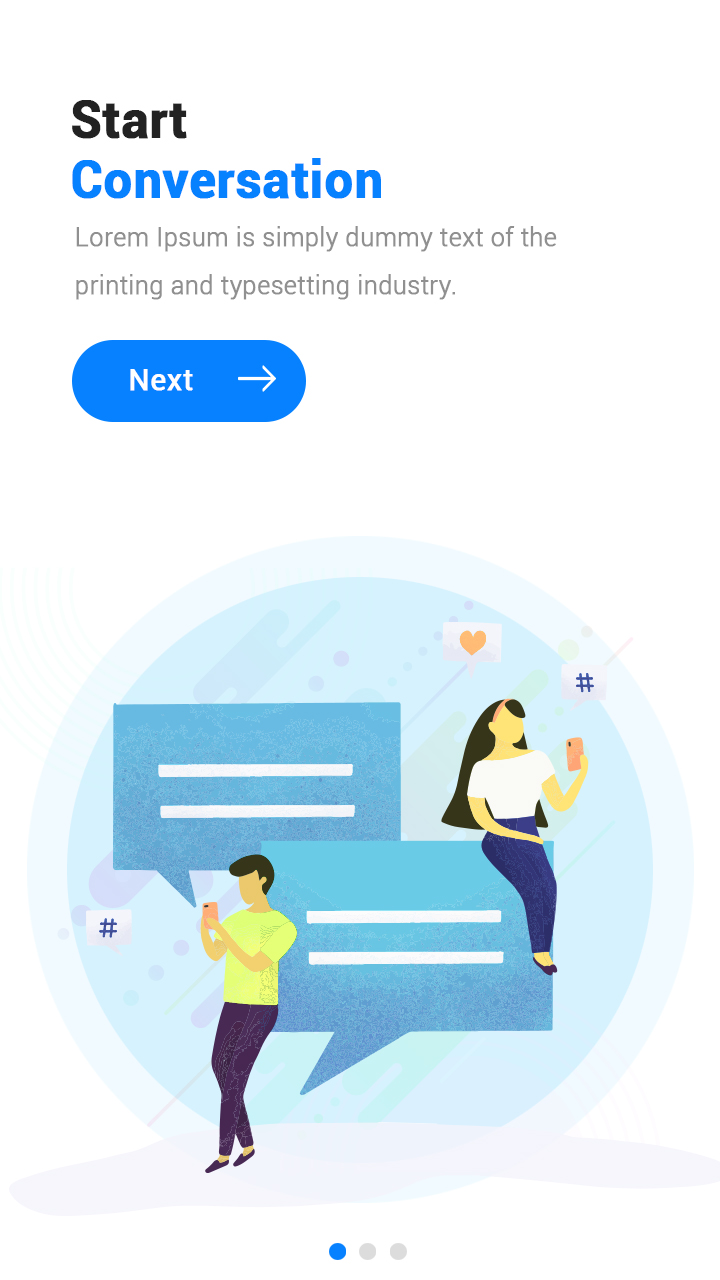 Start
Conversation
Lorem Ipsum is simply dummy text of the
printing and typesetting industry.
Next
#
#